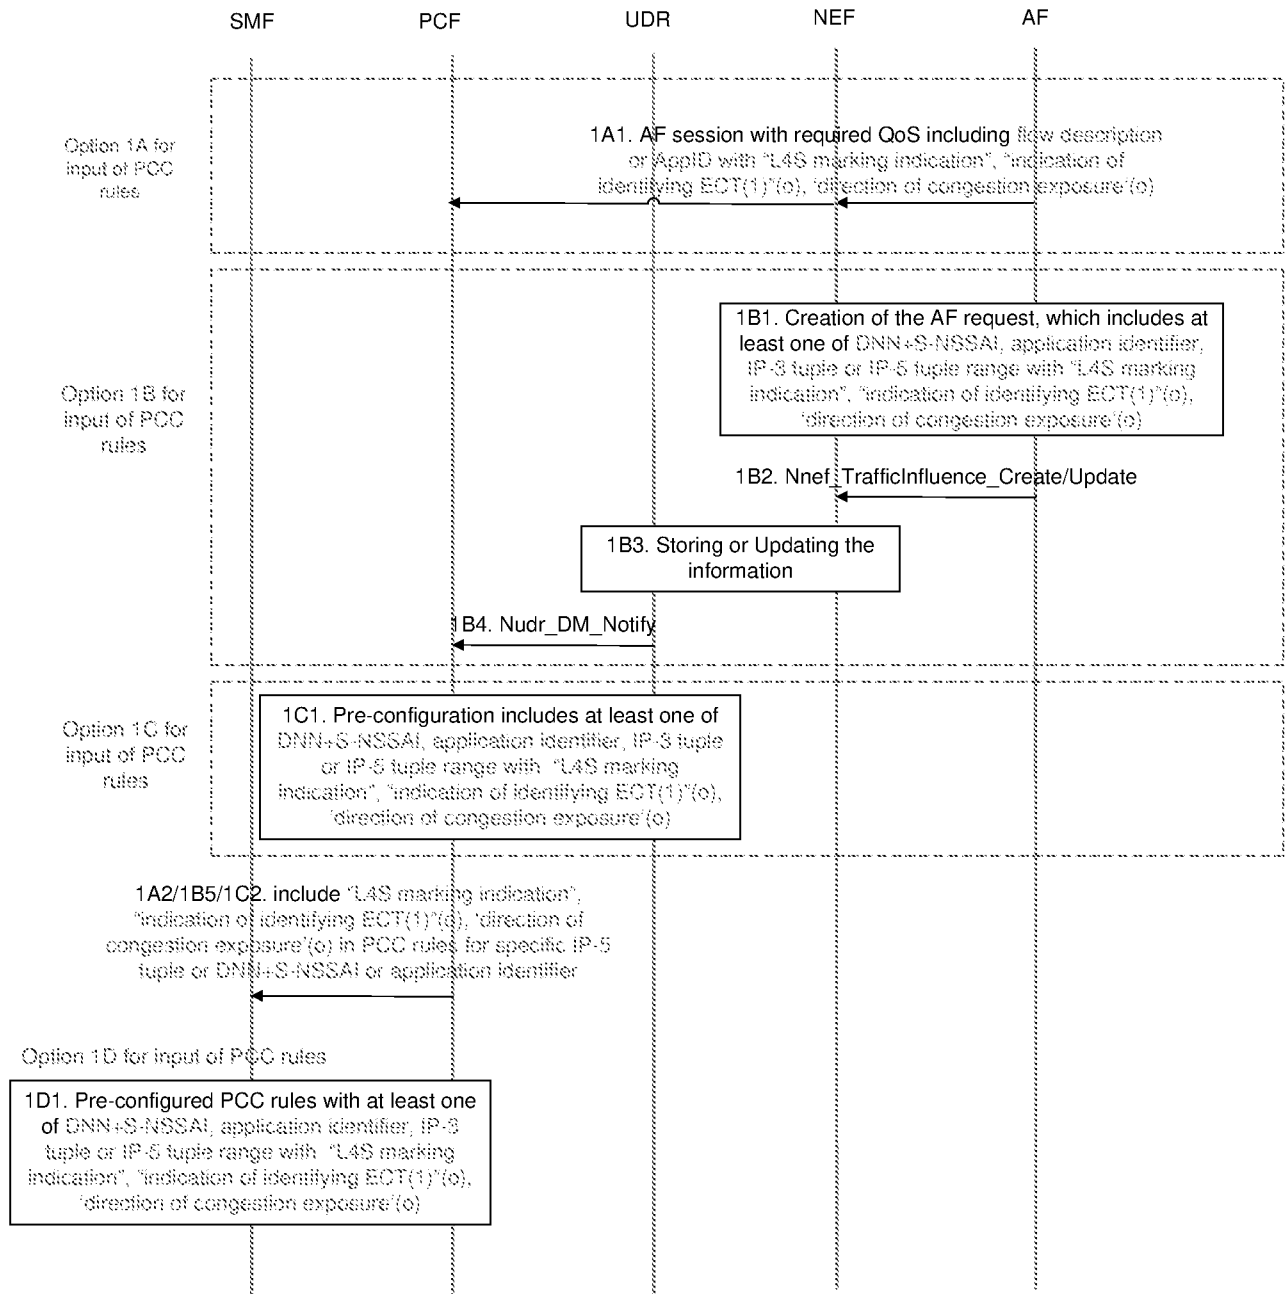 SMF PCF UDR NEF AF
Option 1A for
input of PCC
rules
1A1. AF session with required QoS including flow description
or AppID with "L4S marking indication", "indication of
identifying ECT(1)"(o), 'direction of congestion exposure'(o)
Option 1B for
input of PCC
rules
1B1. Creation of the AF request, which includes at
least one of DNN+S-NSSAI, application identifier,
IP-3 tuple or IP-5 tuple range with "L4S marking
indication", "indication of identifying ECT(1)"(o),
'direction of congestion exposure'(o)
1B2. Nnef_TrafficInfluence_Create/Update
1B3. Storing or Updating the
information
1B4. Nudr_DM_Notify
Option 1C for
input of PCC
rules
1C1. Pre-configuration includes at least one of
DNN+S-NSSAI, application identifier, IP-3 tuple
or IP-5 tuple range with "L4S marking
indication", "indication of identifying ECT(1)"(o),
'direction of congestion exposure'(o)
1A2/1B5/1C2. include "L4S marking indication",
"indication of identifying ECT(1)"(o), 'direction of
congestion exposure'(o) in PCC rules for specific IP-5
tuple or DNN+S-NSSAI or application identifier
Option 1D for input of PCC rules
1D1. Pre-configured PCC rules with at least one
of DNN+S-NSSAI, application identifier, IP-3
tuple or IP-5 tuple range with "L4S marking
indication", "indication of identifying ECT(1)"(o),
'direction of congestion exposure'(o)